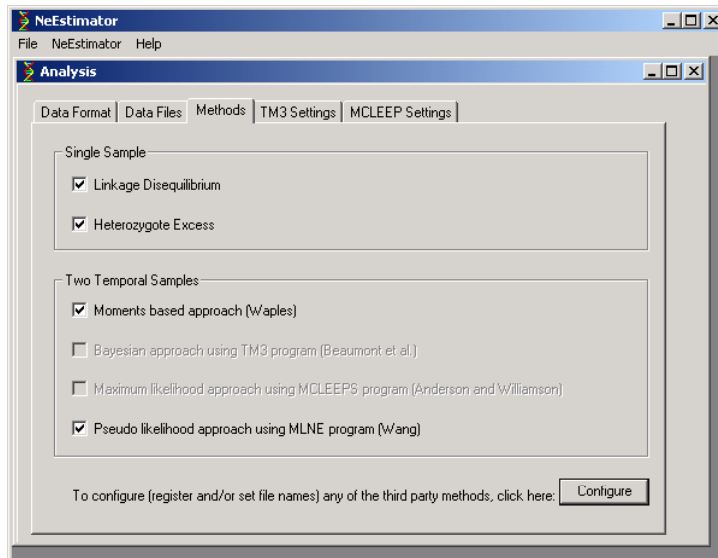 NeEstimator
File NeEstimator Help
Analysis
Data Format Data Files Methods TM3 Settings MCLEEP Settings
Single Sample
Linkage Disequilibrium
Heterozygote Excess
Two Temporal Samples
Moments based approach (Waples)
Bayesian approach using TM3 program (Beaumont et al.)
Maximum likelihood approach using MCLEEPS program (Anderson and Williamson)
Pseudo likelihood approach using MLNE program (Wang)
To configure (register and/or set file names) any of the third party methods, click here: Configure